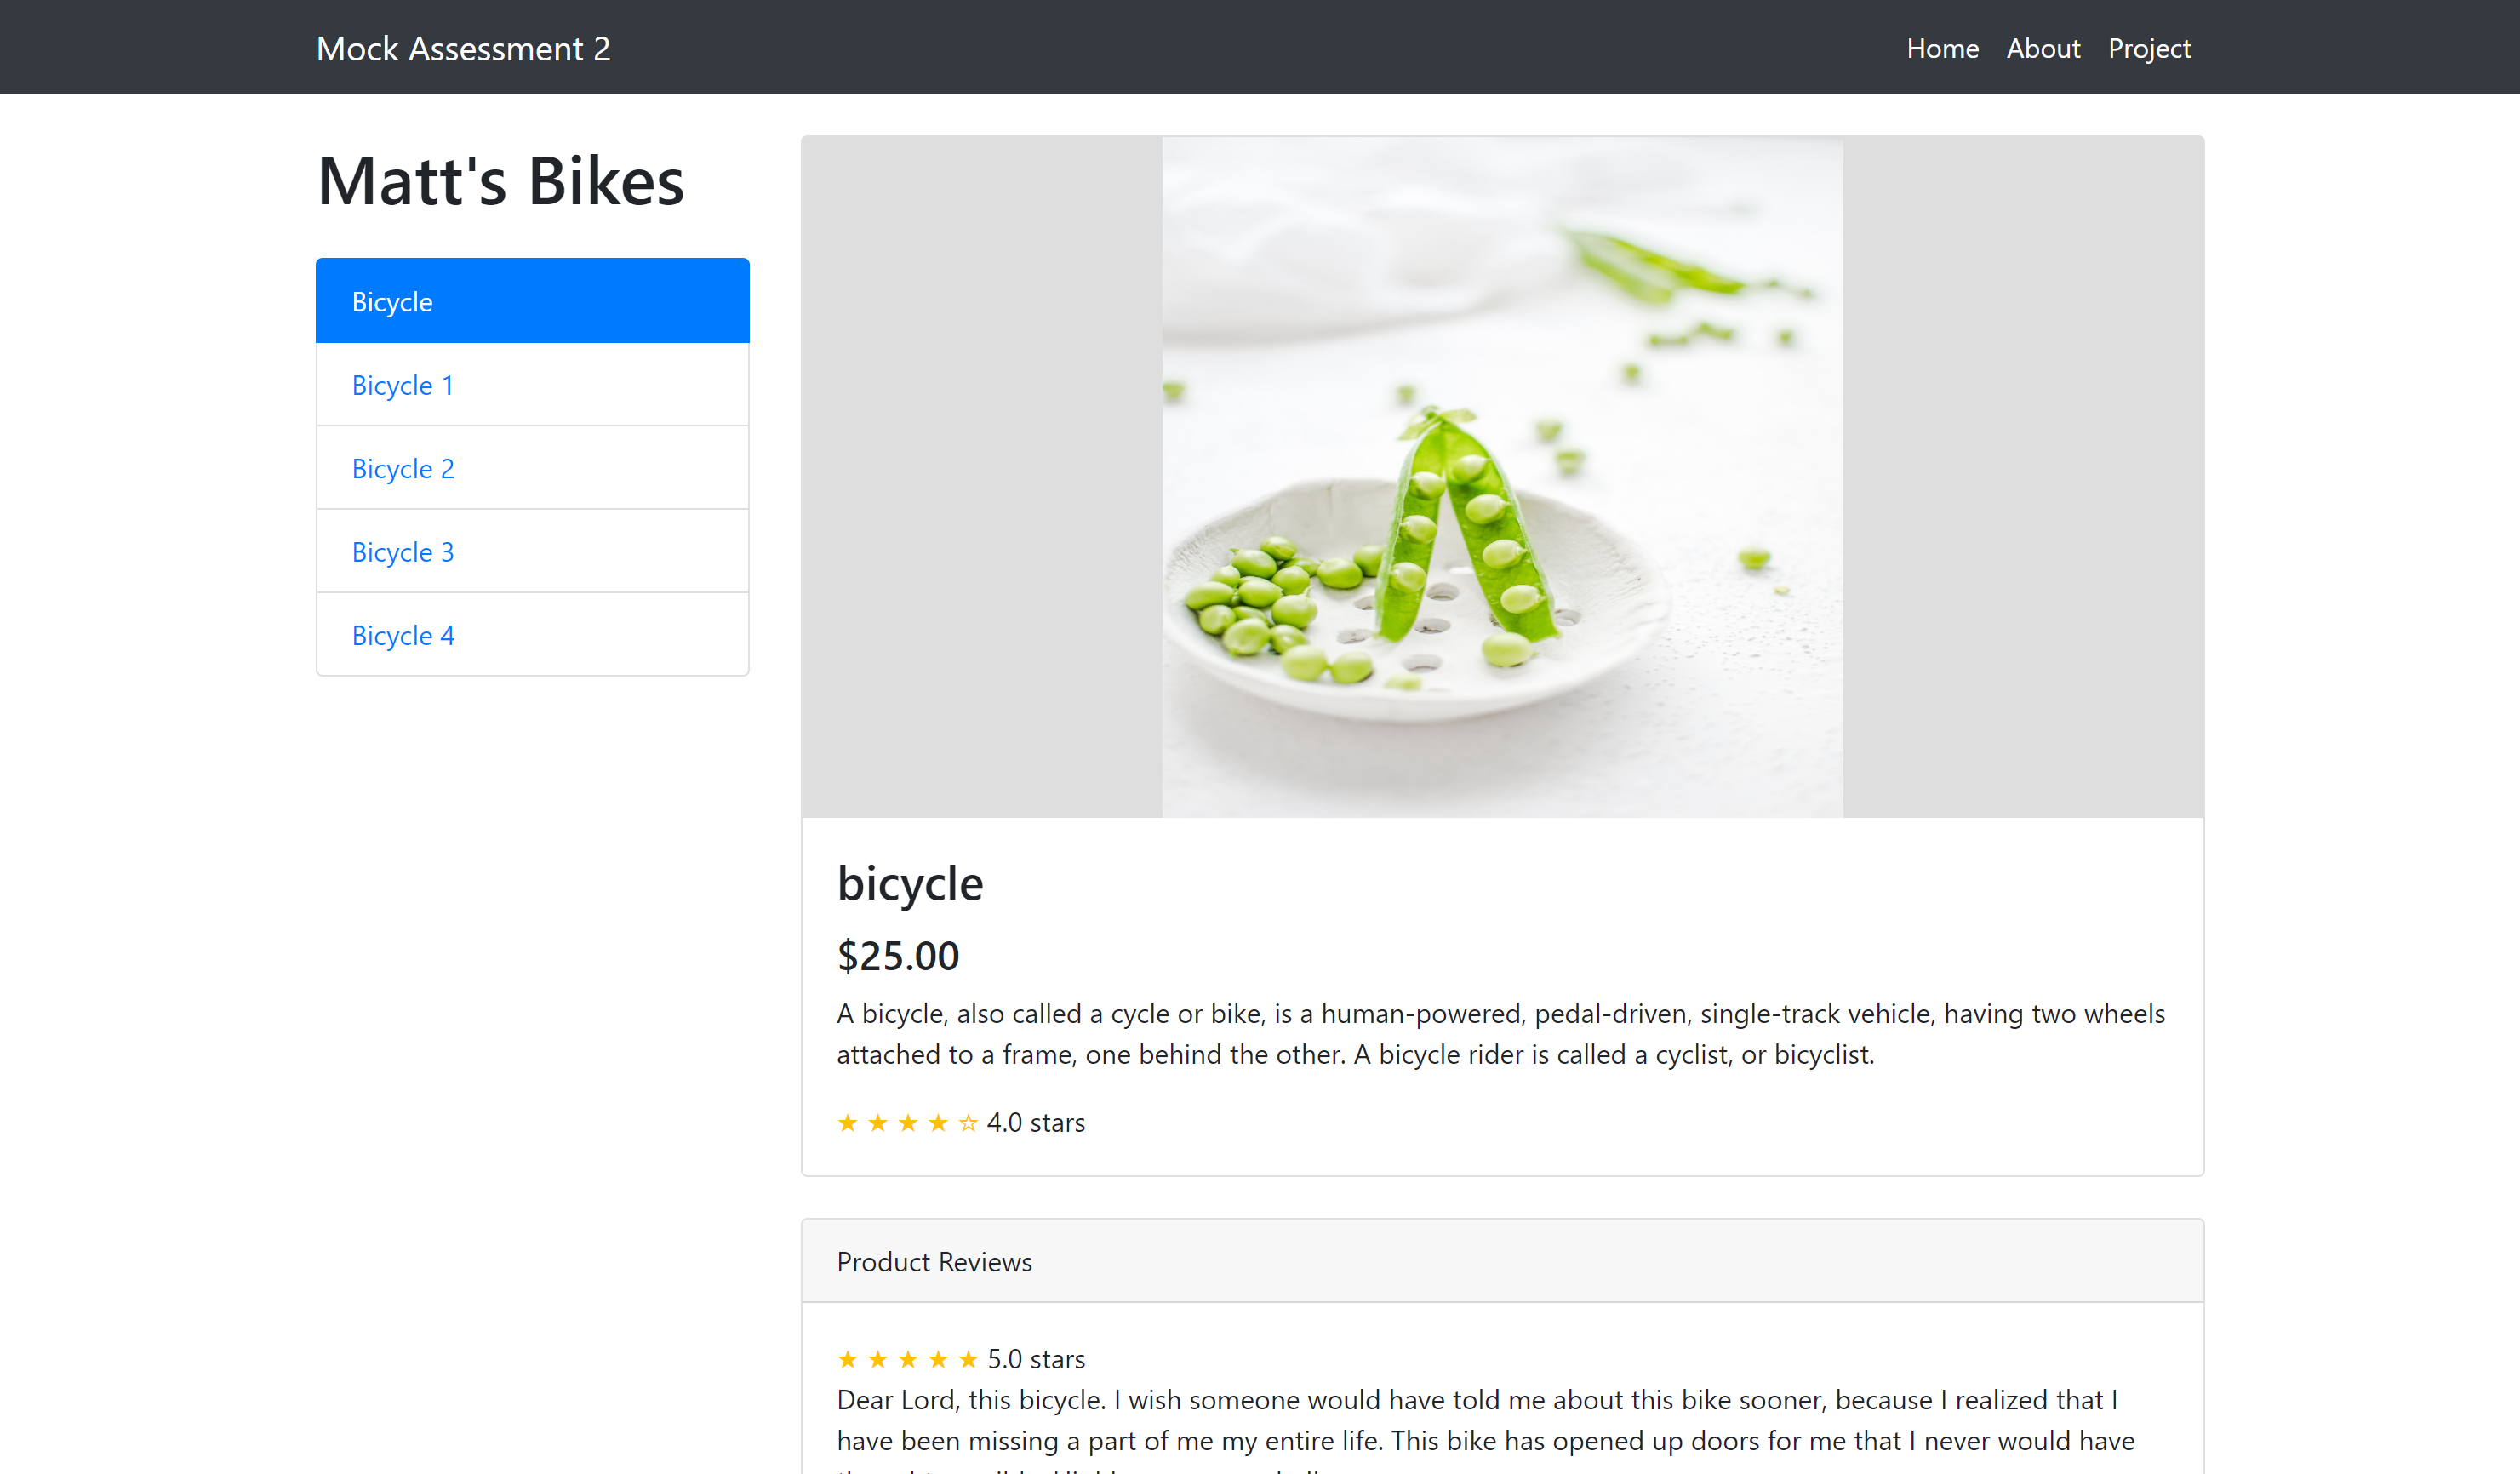 Mock Assessment 2
Home About Project
Matt's Bikes
Bicycle
Bicycle 1
Bicycle 2
Bicycle 3
Bicycle 4
bicycle
$25.00
A bicycle, also called a cycle or bike, is a human-powered, pedal-driven, single-track vehicle, having two wheels
attached to a frame, one behind the other. A bicycle rider is called a cyclist, or bicyclist.
★ ★ ★ ★ ☆ 4.0 stars
Product Reviews
★ ★ ★ ★ ★ 5.0 stars
Dear Lord, this bicycle. I wish someone would have told me about this bike sooner, because I realized that I
have been missing a part of me my entire life. This bike has opened up doors for me that I never would have